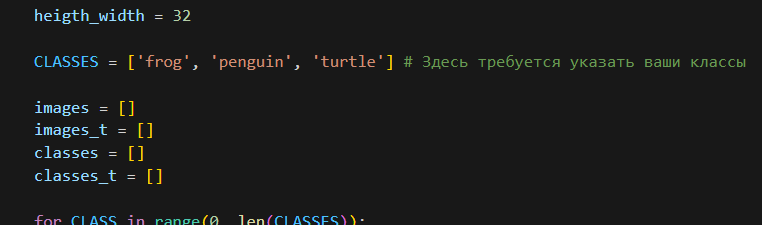 heigth_width = 32
CLASSES = ['frog', 'penguin', 'turtle'] # Здесь требуется указать ваши классы
images = []
images_t = []
classes = []
classes_t = []
for CLASS in range(0, len(CLASSES)):